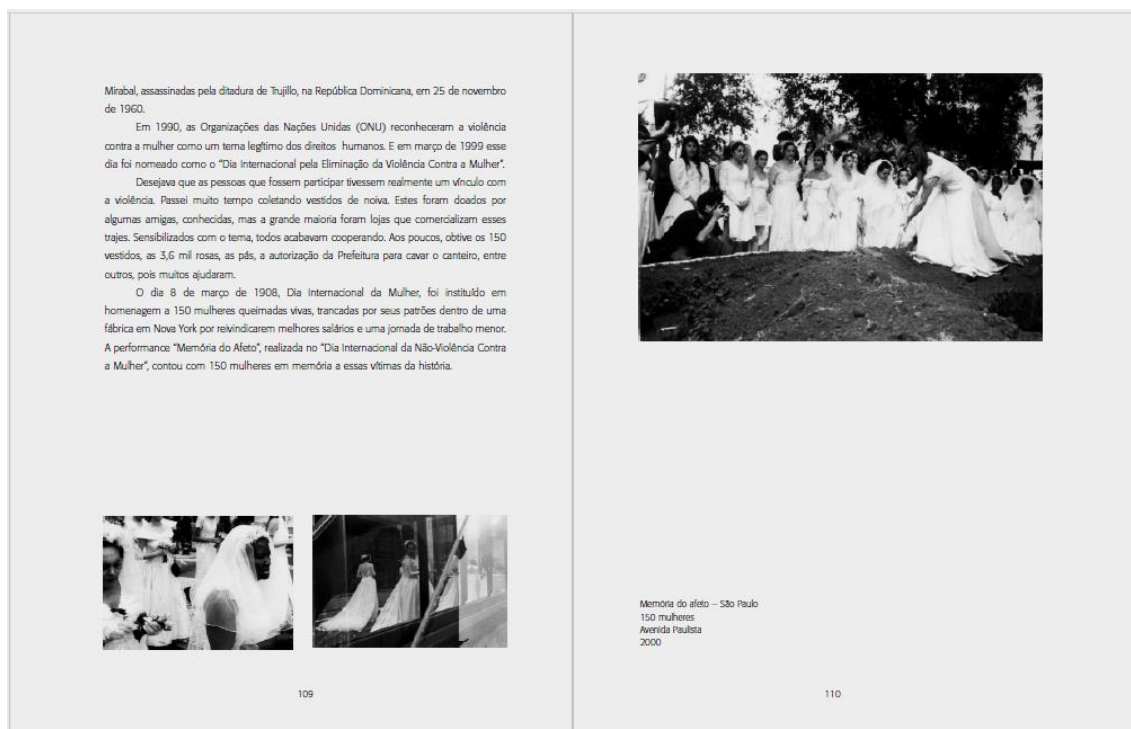 Mirabal, assassinadas pela ditadura de Trujillo, na República Dominicana, em 25 de novembro
de 1960.
Em 1990, as Organizações das Nações Unidas (ONU) reconheceram a violência
contra a mulher como um tema legítimo dos direitos humanos. E em março de 1999 esse
dia foi nomeado como o “Dia Internacional pela Eliminação da Violência Contra a Mulher”.
Desejava que as pessoas que fossem participar tivessem realmente um vínculo com
a violência. Passei muito tempo coletando vestidos de noiva. Estes foram doados por
algumas amigas, conhecidas, mas a grande maioria foram lojas que comercializam esses
trajes. Sensibilizados com o tema, todos acabavam cooperando. Aos poucos, obtive os 150
vestidos, as 3,6 mil rosas, as pás, a autorização da Prefeitura para cavar o canteiro, entre
outros, pois muitos ajudaram.
O dia 8 de março de 1908, Dia Internacional da Mulher, foi instituído em
homenagem a 150 mulheres queimadas vivas, trancadas por seus patrões dentro de uma
fábrica em Nova York por reivindicarem melhores salários e uma jornada de trabalho menor.
A performance “Memória do Afeto”, realizada no “Dia Internacional da Não-Violência Contra
a Mulher”, contou com 150 mulheres em memória a essas vítimas da história.
109
Memória do afeto – São Paulo
150 mulheres
Avenida Paulista
2000
110